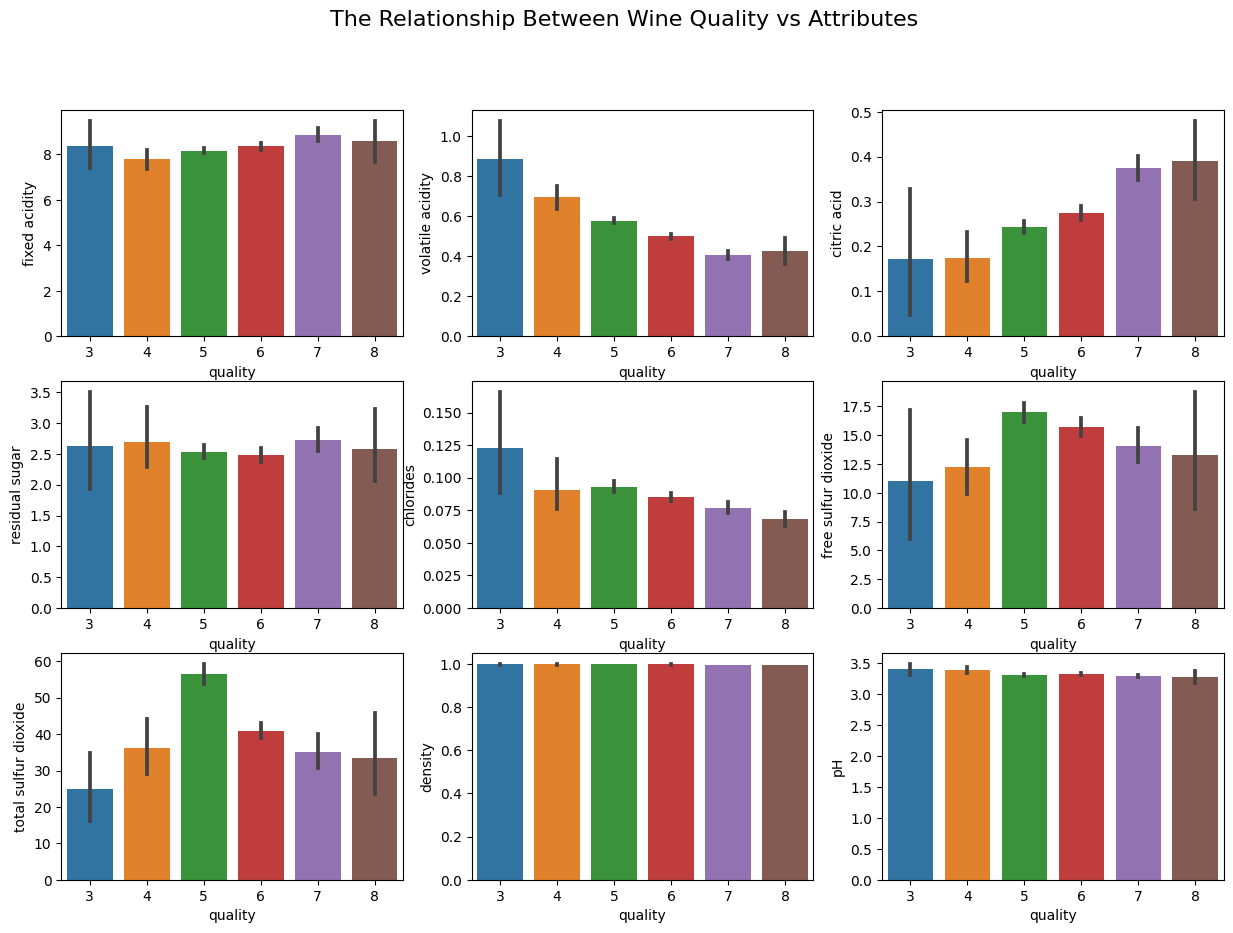 The Relationship Between Wine Quality vs Attributes
fixed acidity
8
6
4
2
0
3 4 5 6 7 8
quality
volatile acidity
1.0
0.8
0.6
0.4
0.2
0.0
3 4 5 6 7 8
quality
citric acid
0.5
0.4
0.3
0.2
0.1
0.0
3 4 5 6 7 8
quality
residual sugar
3.5
3.0
2.5
2.0
1.5
1.0
0.5
0.0
3 4 5 6 7 8
quality
chlorides
0.150
0.125
0.100
0.075
0.050
0.025
0.000
3 4 5 6 7 8
quality
free sulfur dioxide
17.5
15.0
12.5
10.0
7.5
5.0
2.5
0.0
3 4 5 6 7 8
quality
total sulfur dioxide
60
50
40
30
20
10
0
3 4 5 6 7 8
quality
density
1.0
0.8
0.6
0.4
0.2
0.0
3 4 5 6 7 8
quality
pH
3.5
3.0
2.5
2.0
1.5
1.0
0.5
0.0
3 4 5 6 7 8
quality